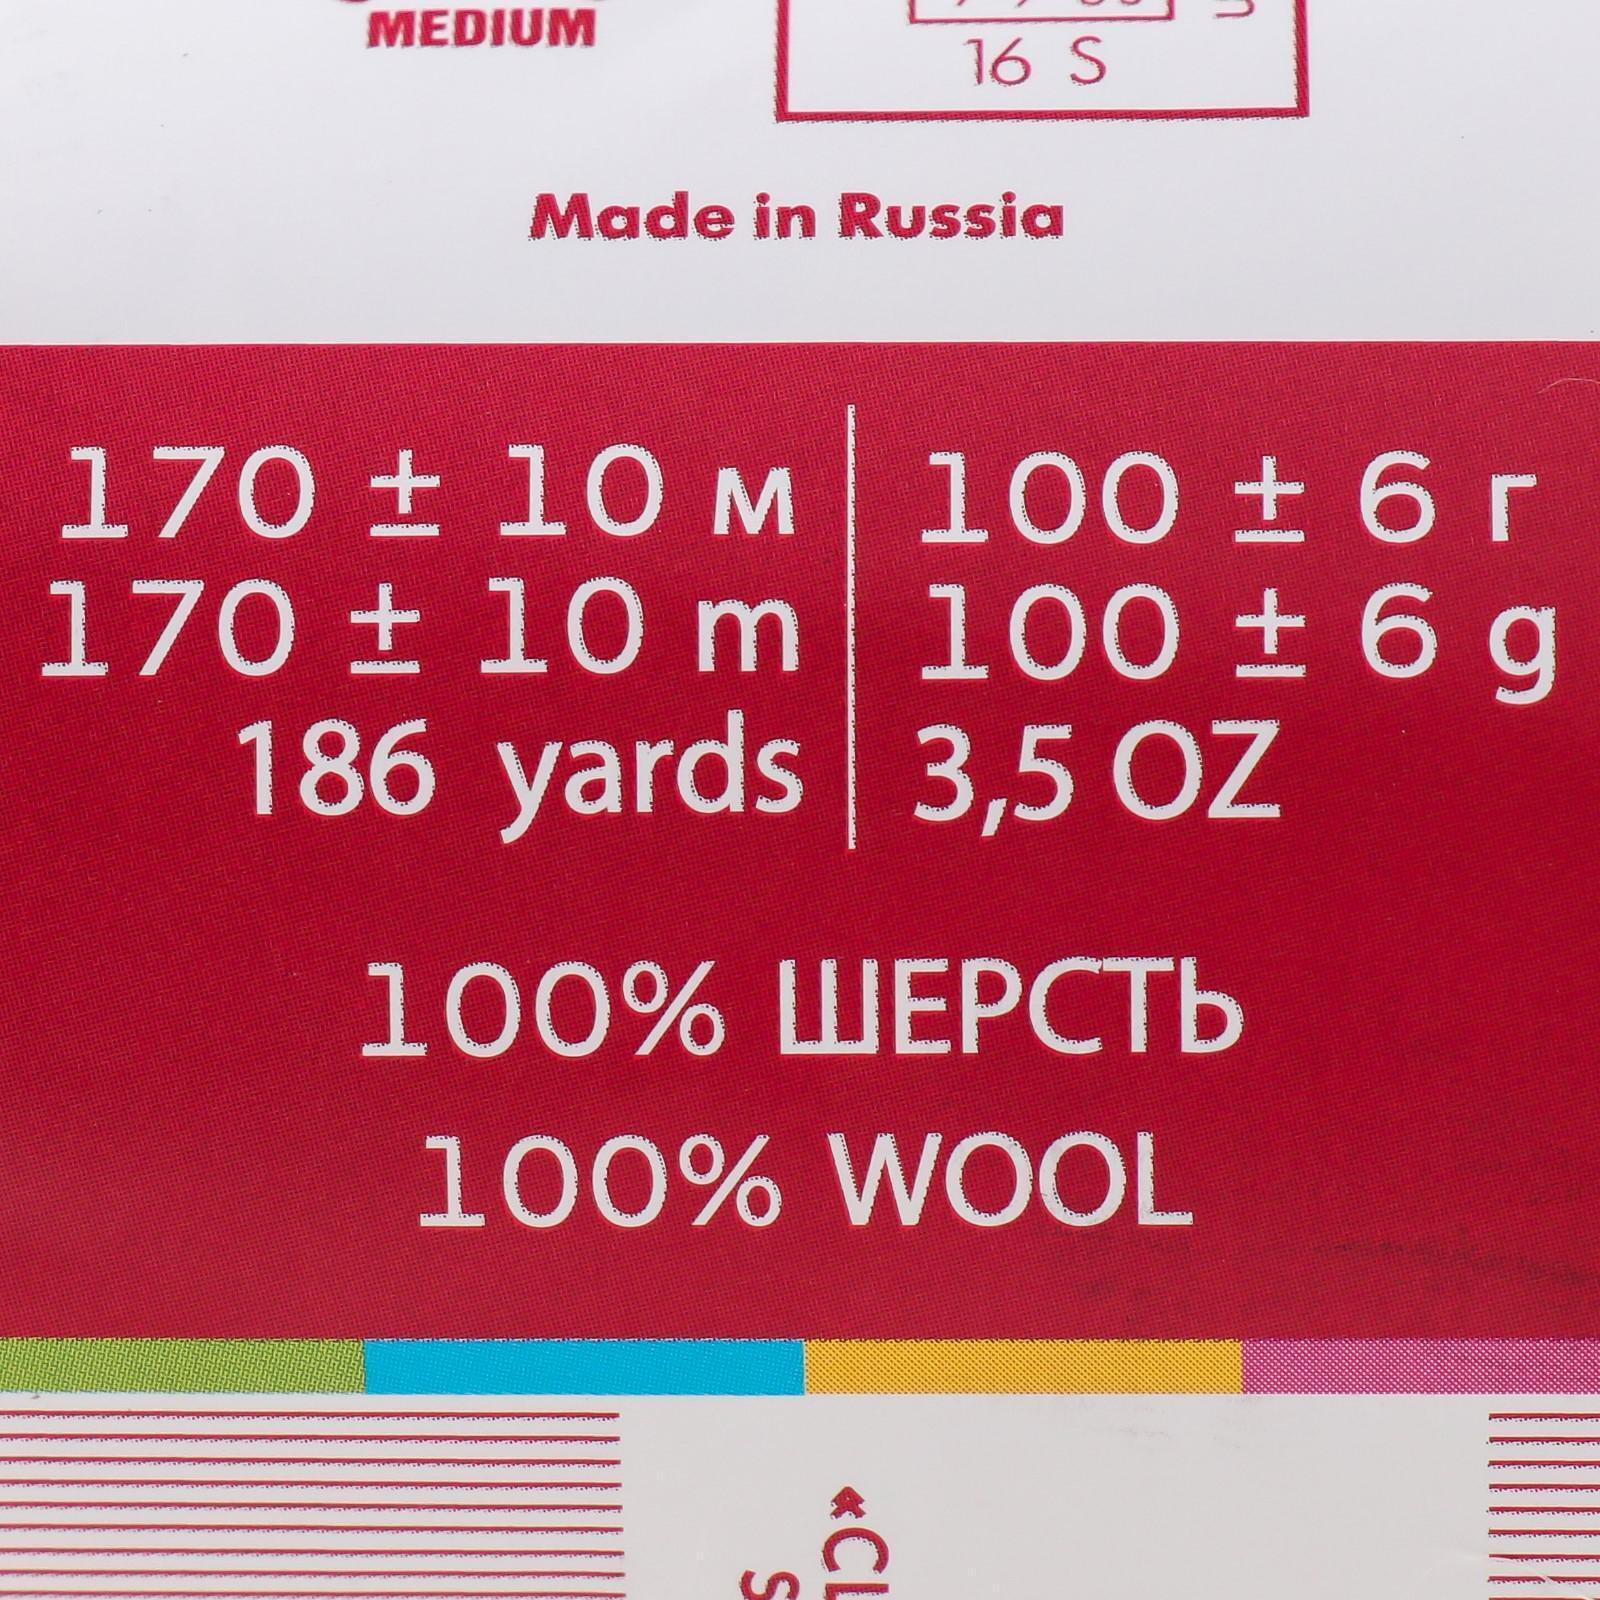 MEDIUM
16 S
Made in Russia
170 ± 10 м
170 ± 10 m
186 yards
100 ± 6 г
100 ± 6 g
3,5 OZ
100% ШЕРСТЬ
100% WOOL